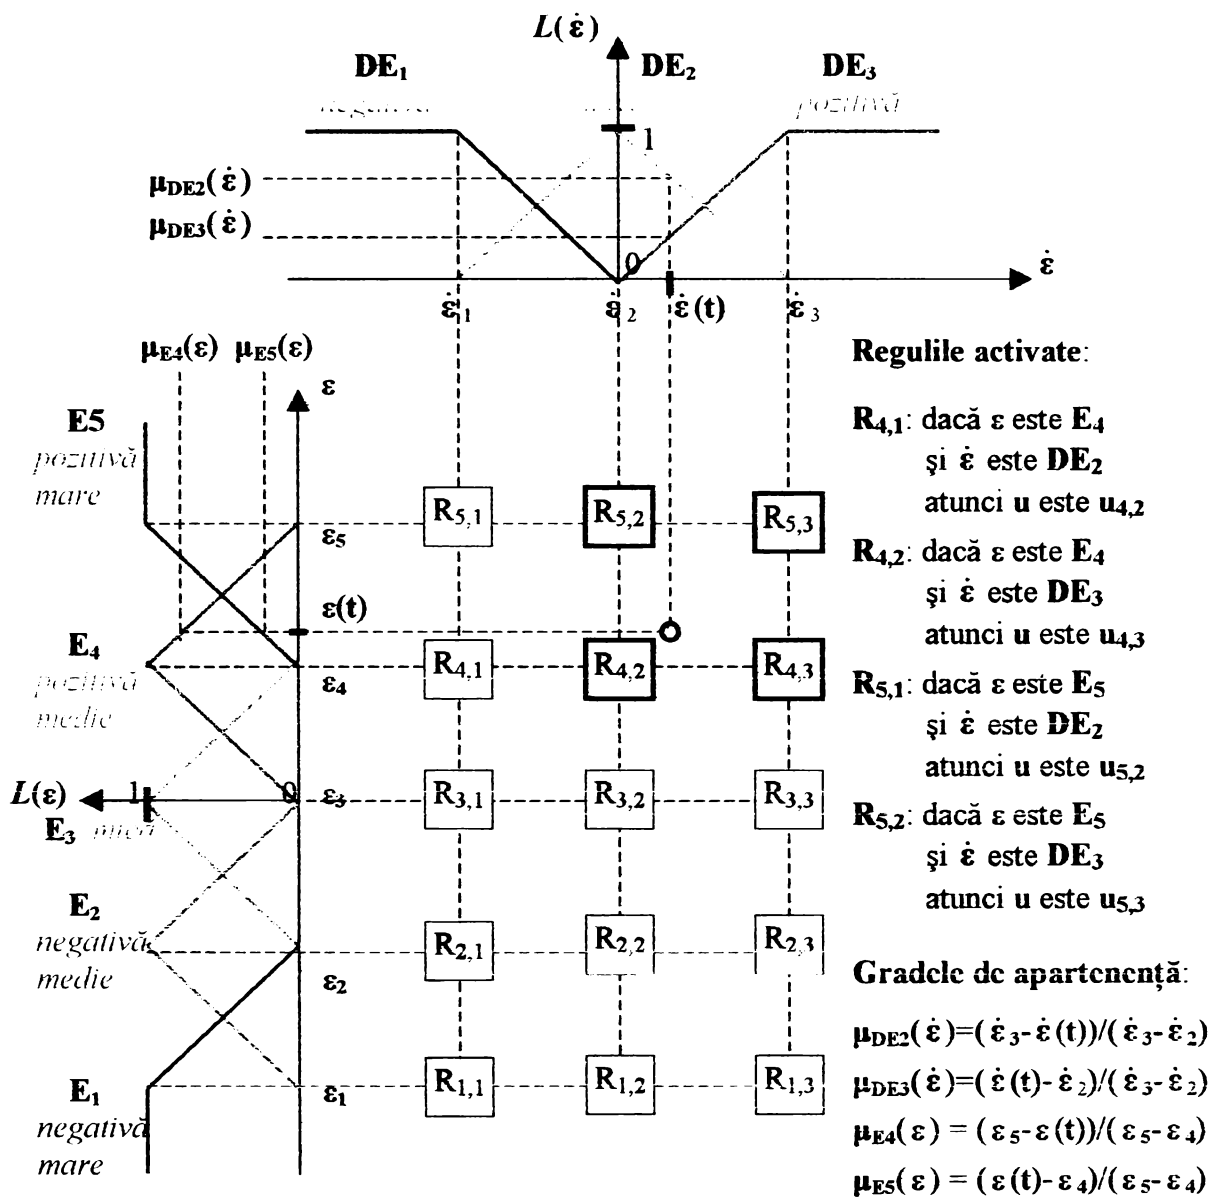 L(ε̇)
DE₁ DE₂ DE₃
negativă pozitivă
1
μDE2(ε̇)
μDE3(ε̇)
0
ε̇
ε̇₁ ε̇₂ ε̇(t) ε̇₃
μE4(ε) μE5(ε)
ε
E5
pozitivă
mare
ε₅
ε(t)
E₄
pozitivă
medie
ε₄
L(ε) 1 0 ε₃
E₃ mică
E₂
negativă
medie
ε₂
E₁
negativă
mare
ε₁
R5,1 R5,2 R5,3
R4,1 R4,2 R4,3
R3,1 R3,2 R3,3
R2,1 R2,2 R2,3
R1,1 R1,2 R1,3
Regulile activate:
R4,1: dacă ε este E₄
şi ε̇ este DE₂
atunci u este u4,2
R4,2: dacă ε este E₄
şi ε̇ este DE₃
atunci u este u4,3
R5,1: dacă ε este E₅
şi ε̇ este DE₂
atunci u este u5,2
R5,2: dacă ε este E₅
şi ε̇ este DE₃
atunci u este u5,3
Gradele de apartenenţă:
μDE2(ε̇)=(ε̇₃-ε̇(t))/(ε̇₃-ε̇₂)
μDE3(ε̇)=(ε̇(t)-ε̇₂)/(ε̇₃-ε̇₂)
μE4(ε) = (ε₅-ε(t))/(ε₅-ε₄)
μE5(ε) = (ε(t)-ε₄)/(ε₅-ε₄)